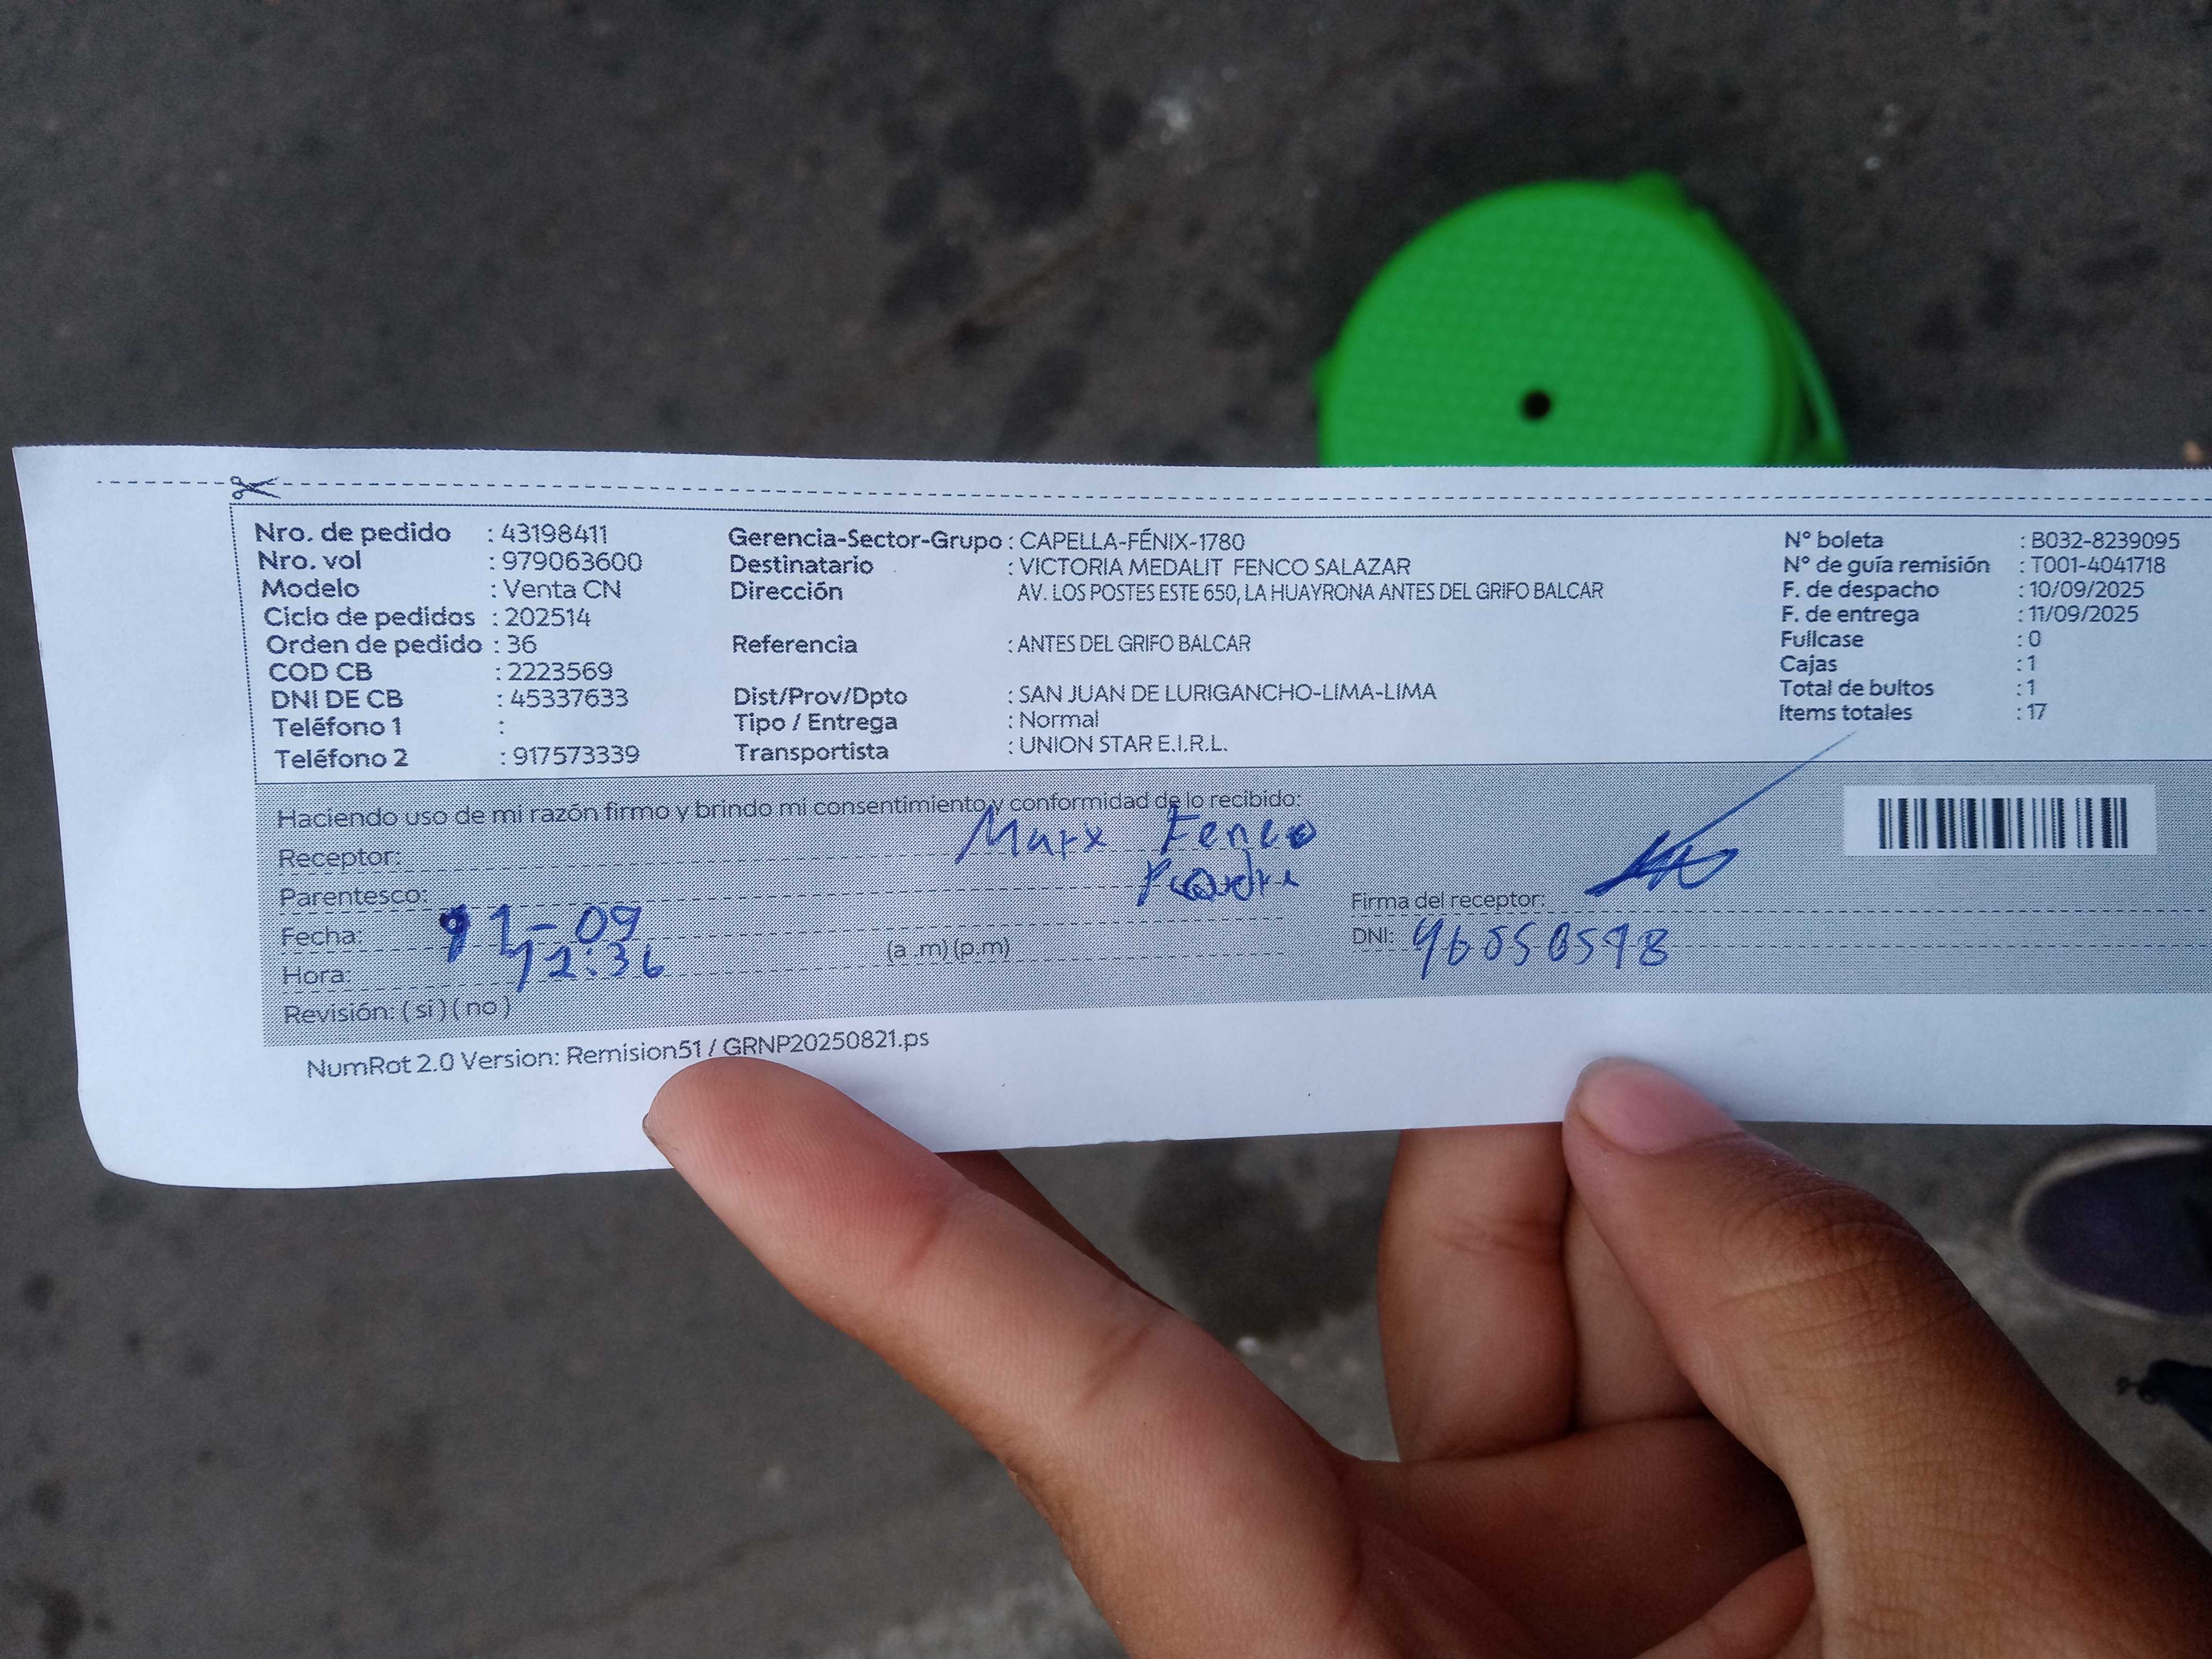 Nro. de pedido : 43198411
Nro. vol : 979063600
Modelo : Venta CN
Ciclo de pedidos : 202514
Orden de pedido : 36
COD CB : 2223569
DNI DE CB : 45337633
Teléfono 1 :
Teléfono 2 : 917573339
Gerencia-Sector-Grupo : CAPELLA-FÉNIX-1780
Destinatario : VICTORIA MEDALIT FENCO SALAZAR
Dirección AV. LOS POSTES ESTE 650, LA HUAYRONA ANTES DEL GRIFO BALCAR
Referencia : ANTES DEL GRIFO BALCAR
Dist/Prov/Dpto : SAN JUAN DE LURIGANCHO-LIMA-LIMA
Tipo / Entrega : Normal
Transportista : UNION STAR E.I.R.L.
N° boleta : B032-8239095
N° de guía remisión : T001-4041718
F. de despacho : 10/09/2025
F. de entrega : 11/09/2025
Fullcase : 0
Cajas : 1
Total de bultos : 1
Items totales : 17
Haciendo uso de mi razón firmo y brindo mi consentimiento y conformidad de lo recibido:
Receptor: Marx Fenco
Parentesco:
Fecha: 11-09
Hora: 12:36 (a .m) (p.m)
Revisión: ( si ) ( no )
Firma del receptor:
DNI:
NumRot 2.0 Version: Remision51 / GRNP20250821.ps